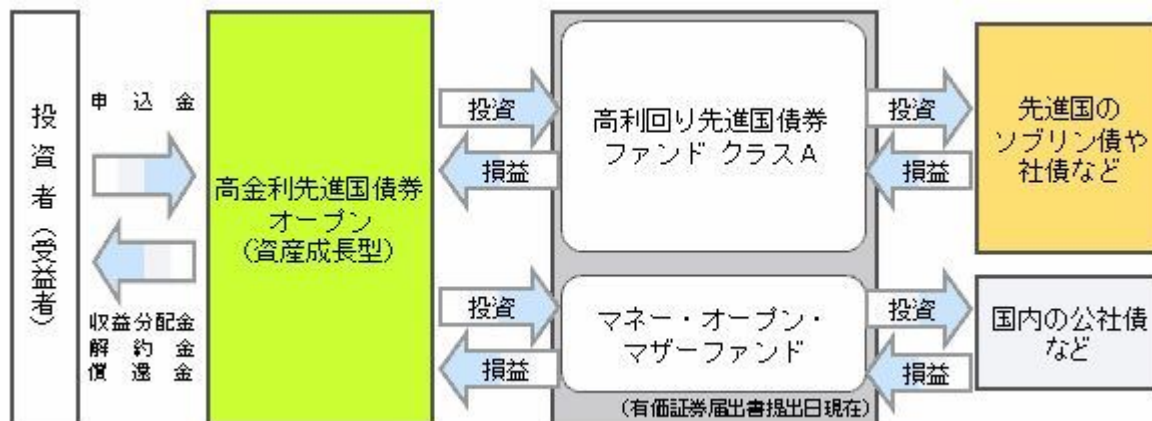 投資者（受益者）
申込金
収益分配金
解約金
償還金
高金利先進国債券
オープン
（資産成長型）
投資
損益
投資
損益
高利回り先進国債券
ファンド クラスＡ
マネー・オープン・
マザーファンド
（有価証券届出書提出日現在）
投資
損益
投資
損益
先進国の
ソブリン債や
社債など
国内の公社債
など